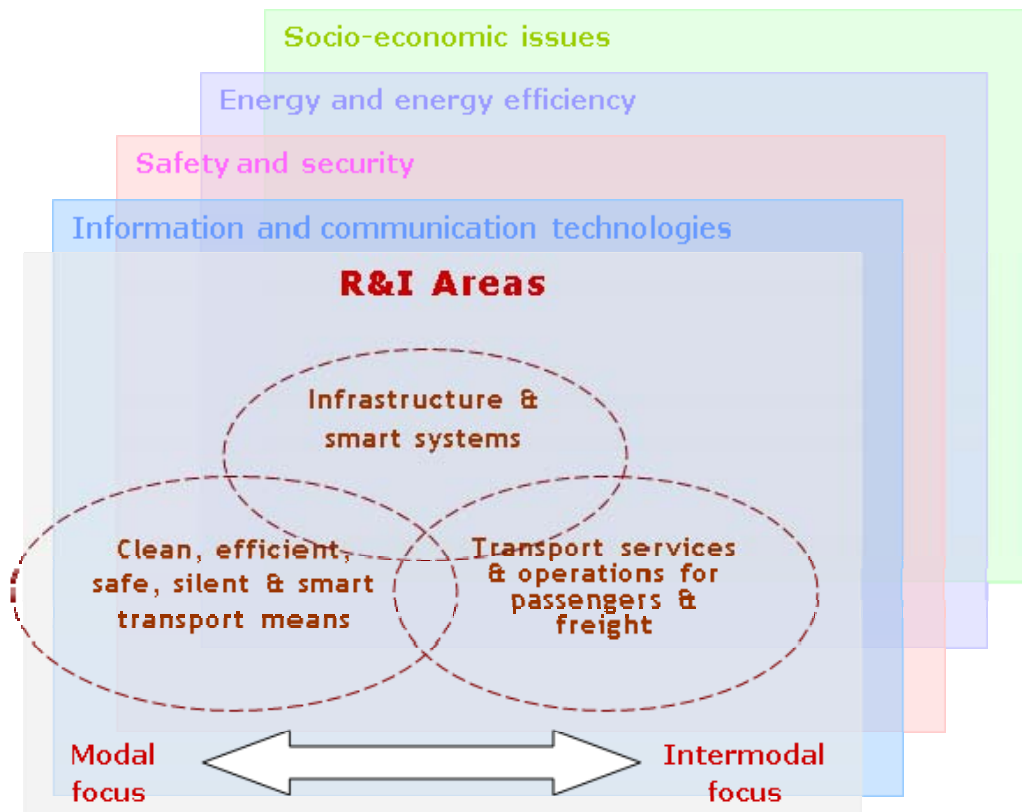 Socio-economic issues
Energy and energy efficiency
Safety and security
Information and communication technologies
R&I Areas
Infrastructure &
smart systems
Clean, efficient,
safe, silent & smart
transport means
Transport services
& operations for
passengers &
freight
Modal
focus
Intermodal
focus